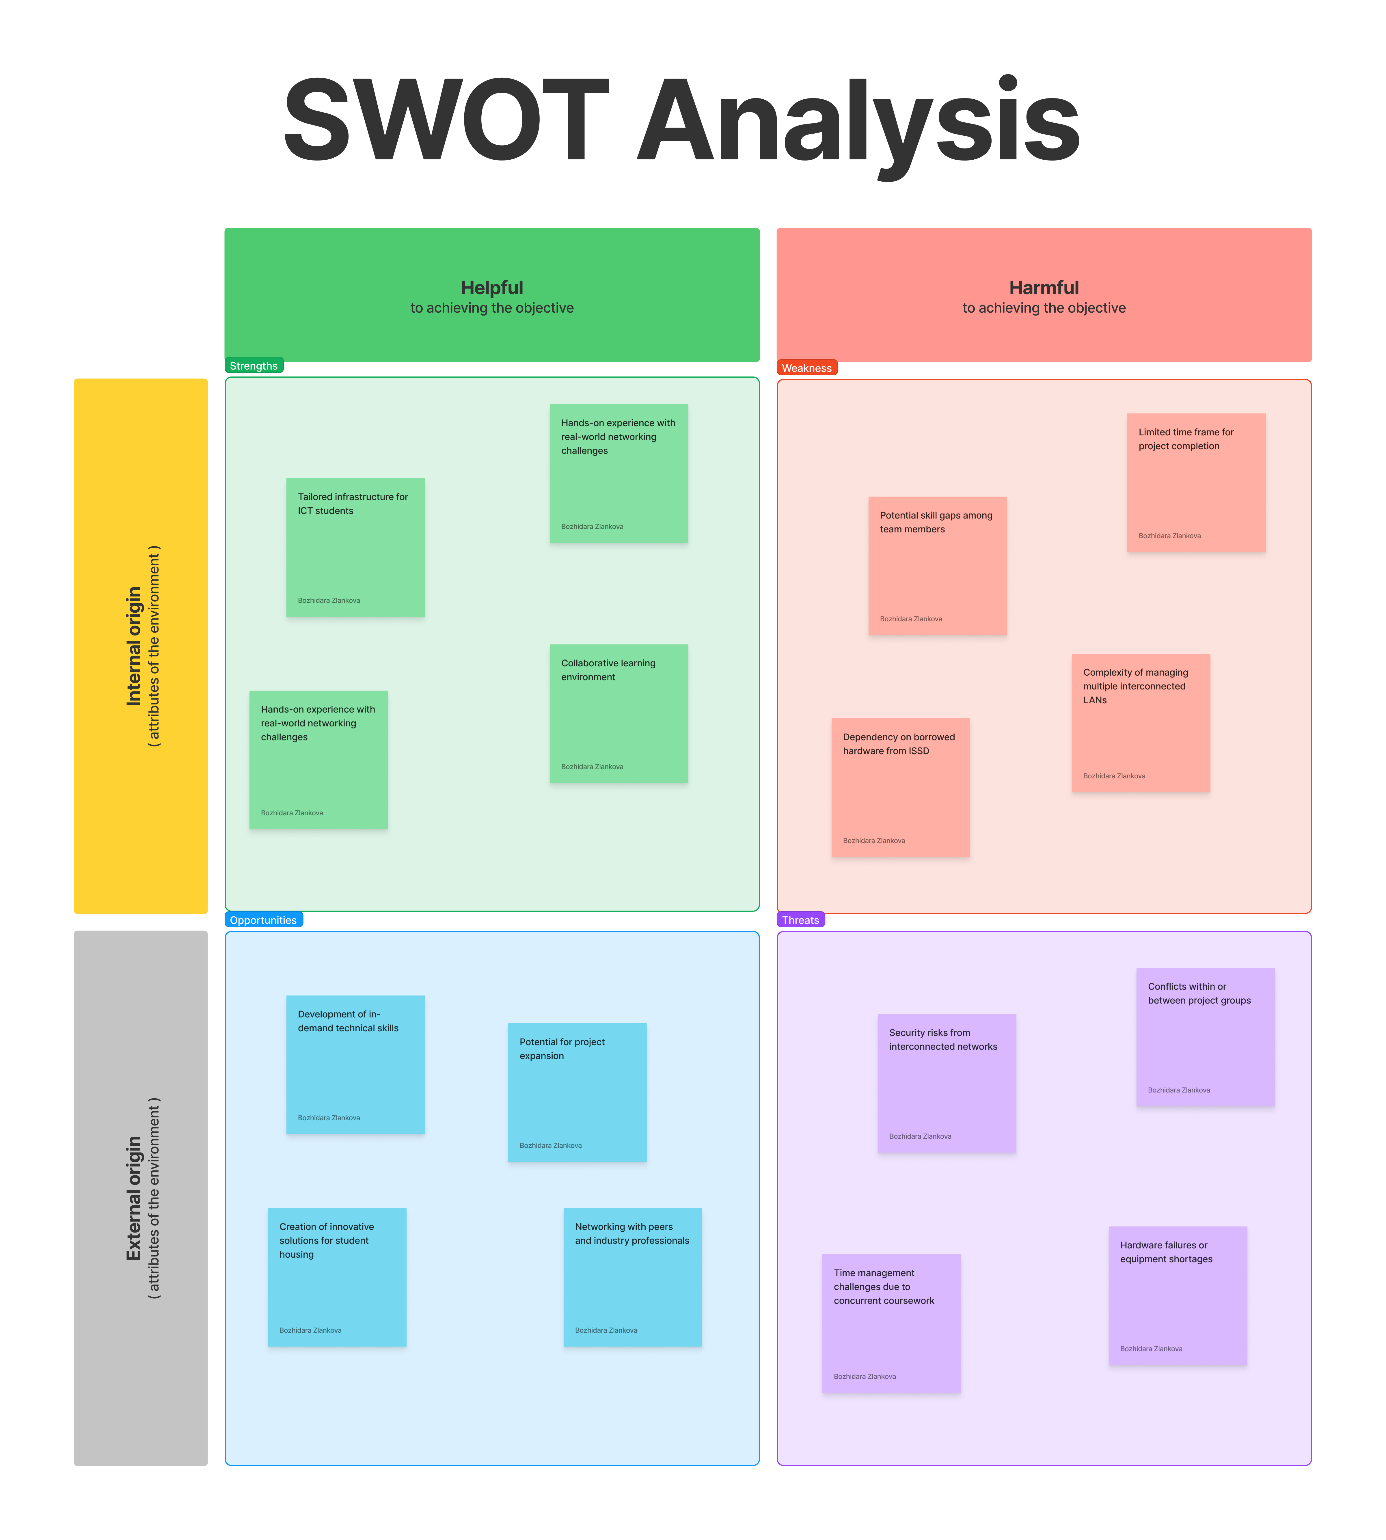 SWOT Analysis
Helpful
to achieving the objective
Harmful
to achieving the objective
Internal origin
( attributes of the environment )
Strengths
Tailored infrastructure for
ICT students
Bozhidara Zlankova
Hands-on experience with
real-world networking
challenges
Bozhidara Zlankova
Hands-on experience with
real-world networking
challenges
Bozhidara Zlankova
Collaborative learning
environment
Bozhidara Zlankova
Weakness
Potential skill gaps among
team members
Bozhidara Zlankova
Limited time frame for
project completion
Bozhidara Zlankova
Dependency on borrowed
hardware from ISSD
Bozhidara Zlankova
Complexity of managing
multiple interconnected
LANs
Bozhidara Zlankova
External origin
( attributes of the environment )
Opportunities
Development of in-
demand technical skills
Bozhidara Zlankova
Potential for project
expansion
Bozhidara Zlankova
Creation of innovative
solutions for student
housing
Bozhidara Zlankova
Networking with peers
and industry professionals
Bozhidara Zlankova
Threats
Security risks from
interconnected networks
Bozhidara Zlankova
Conflicts within or
between project groups
Bozhidara Zlankova
Time management
challenges due to
concurrent coursework
Bozhidara Zlankova
Hardware failures or
equipment shortages
Bozhidara Zlankova